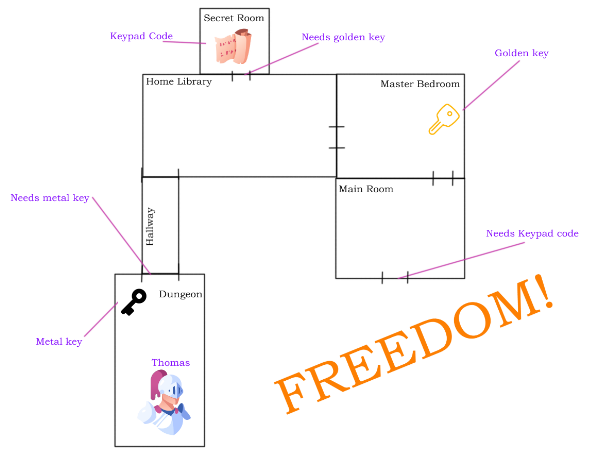 Secret Room
Keypad Code
Needs golden key
Home Library
Master Bedroom
Golden key
Needs metal key
Hallway
Main Room
Needs Keypad code
Dungeon
Metal key
Thomas
FREEDOM!